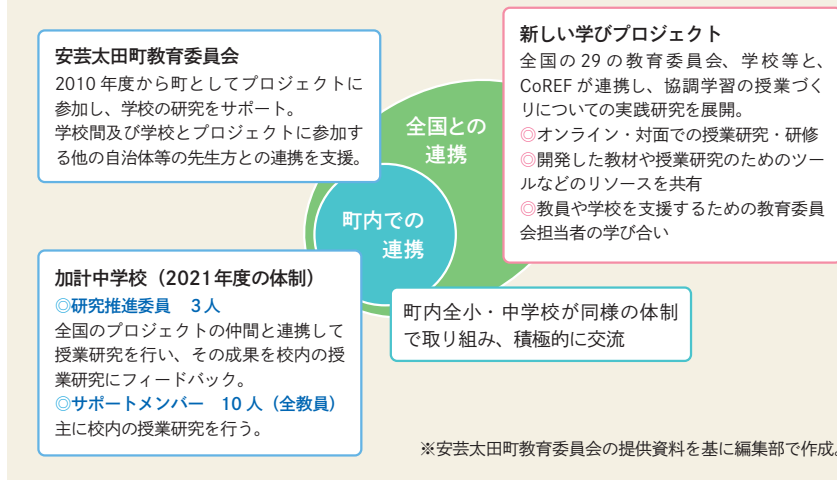 安芸太田町教育委員会
2010年度から町としてプロジェクトに
参加し、学校の研究をサポート。
学校間及び学校とプロジェクトに参加す
る他の自治体等の先生方との連携を支援。
新しい学びプロジェクト
全国の29の教育委員会、学校等と、
CoREFが連携し、協調学習の授業づく
りについての実践研究を展開。
◎オンライン・対面での授業研究・研修
◎開発した教材や授業研究のためのツー
ルなどのリソースを共有
◎教員や学校を支援するための教育委員
会担当者の学び合い
全国との
連携
町内での
連携
加計中学校（2021年度の体制）
◎研究推進委員　3人
全国のプロジェクトの仲間と連携して
授業研究を行い、その成果を校内の授
業研究にフィードバック。
◎サポートメンバー　10人（全教員）
主に校内の授業研究を行う。
町内全小・中学校が同様の体制
で取り組み、積極的に交流
※安芸太田町教育委員会の提供資料を基に編集部で作成。